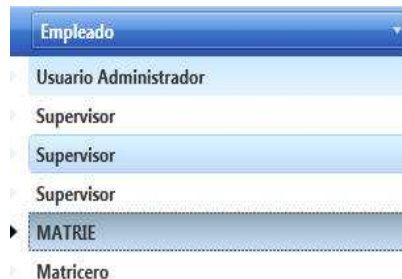 Empleado
Usuario Administrador
Supervisor
Supervisor
Supervisor
MATRIE
Matricero